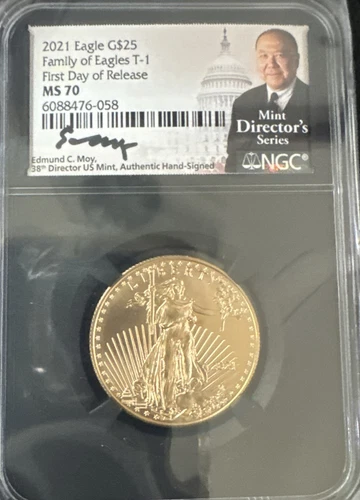 2021 Eagle G$25
Family of Eagles T-1
First Day of Release
MS 70
6088476-058
Edmund C. Moy,
38th Director US Mint, Authentic Hand-Signed
Mint
Director's
Series
NGC®
LIBERTY